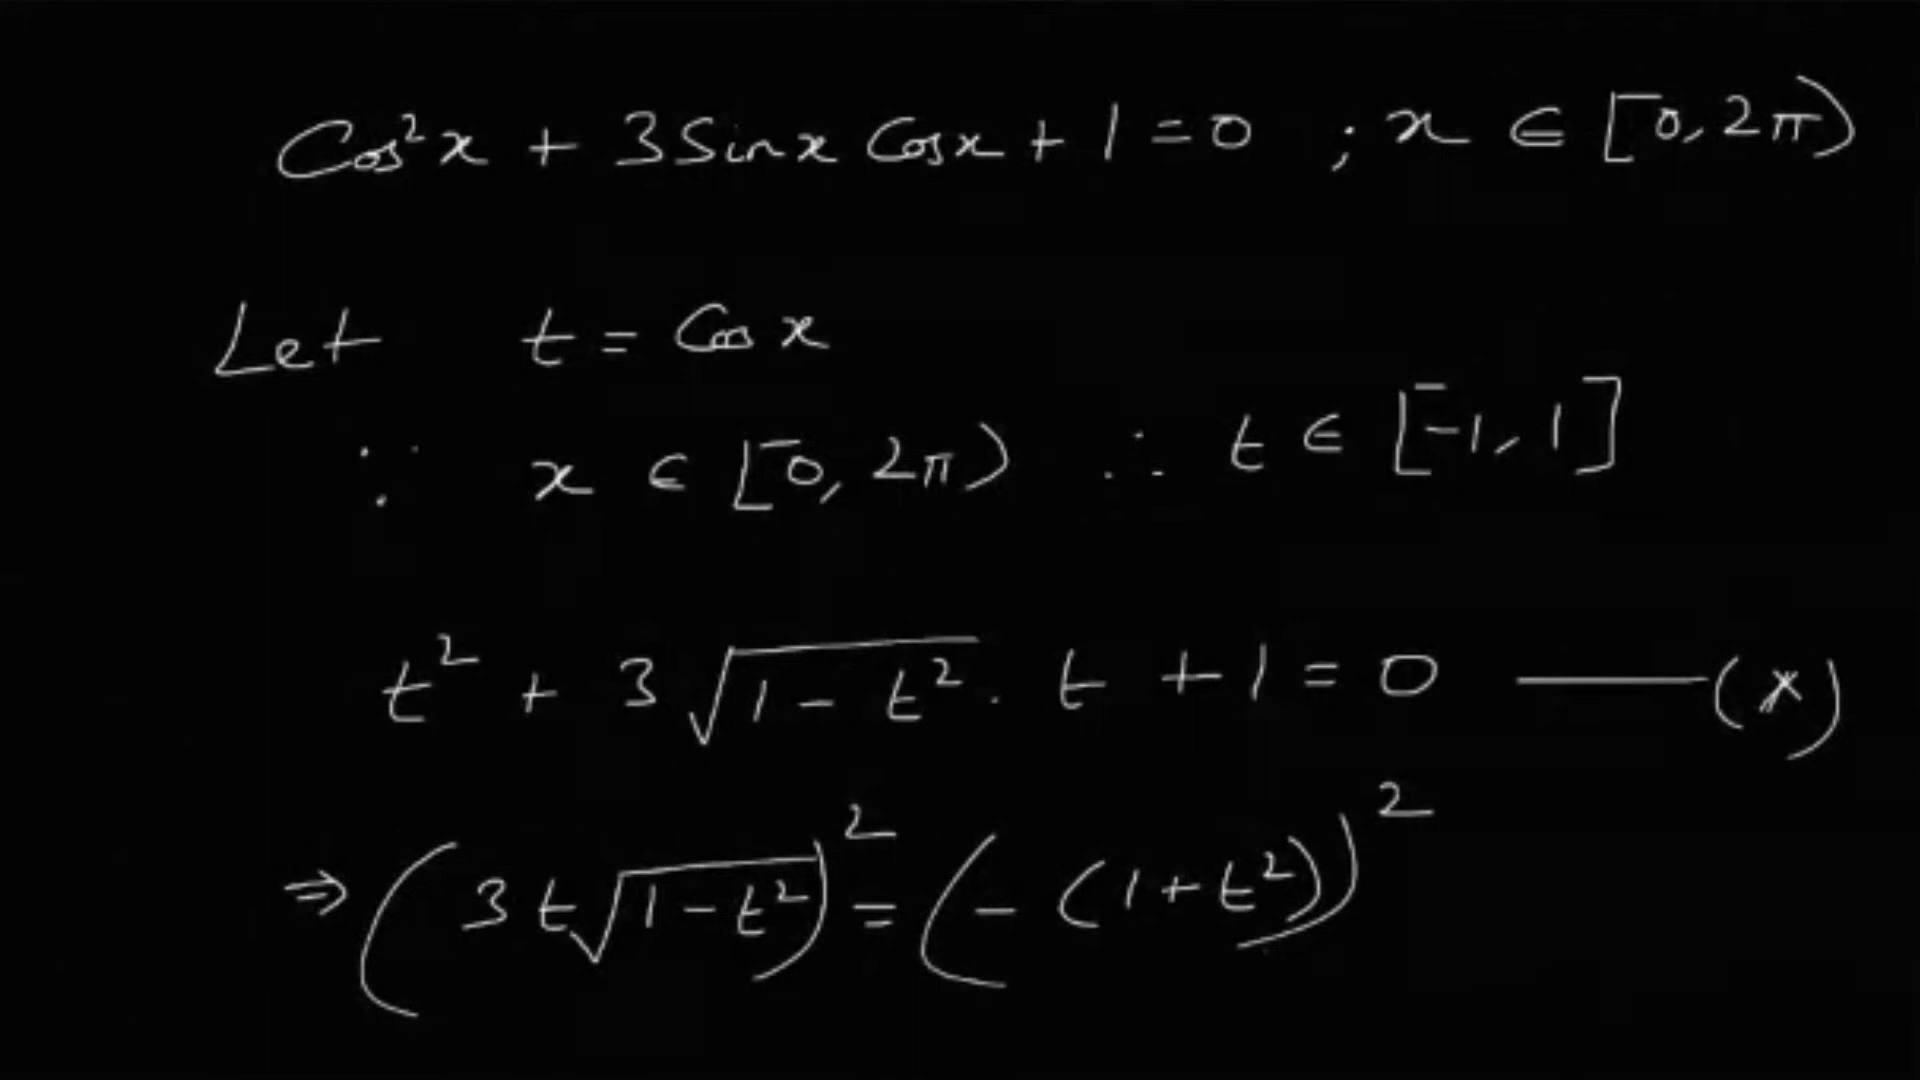 Cos²x + 3Sinx Cosx + 1 = 0 ; x ∈ [0, 2π)
Let t = Cos x
∵ x ∈ [0, 2π) ∴ t ∈ [-1, 1]
t² + 3√(1 - t²) . t + 1 = 0 —— (*)
⇒ (3t√(1-t²))² = (- (1+t²))²